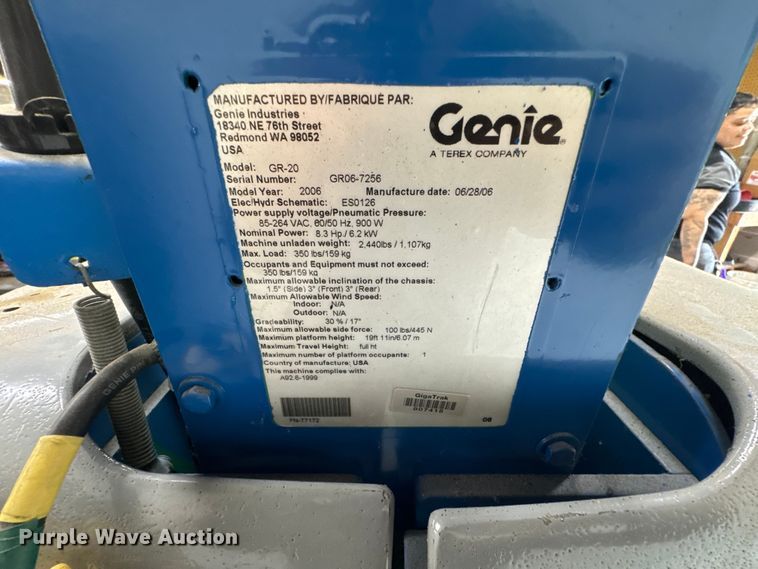 MANUFACTURED BY/FABRIQUÉ PAR:
Genie Industries
18340 NE 76th Street
Redmond WA 98052
USA
Genie
A TEREX COMPANY
Model: GR-20
Serial Number: GR06-7256
Model Year: 2006 Manufacture date: 06/28/06
Elec/Hydr Schematic: ES0126
Power supply voltage/Pneumatic Pressure:
85-264 VAC, 60/50 Hz, 900 W
Nominal Power: 8.3 Hp./ 6.2 kW
Machine unladen weight: 2,440lbs / 1,107kg
Max. Load: 350 lbs/159 kg
Occupants and Equipment must not exceed:
350 lbs/159 kg
Maximum allowable inclination of the chassis:
1.5° (Side) 3° (Front) 3° (Rear)
Maximum Allowable Wind Speed:
Indoor: N/A
Outdoor: N/A
Gradeability: 30 % / 17°
Maximum allowable side force: 100 lbs/445 N
Maximum platform height: 19ft 11in/6.07 m
Maximum Travel Height: full ht
Maximum number of platform occupants: 1
Country of manufacture: USA
This machine complies with:
A92.6-1999
PN-77172
GigaTrak
007418
06
GENIE
Purple Wave Auction